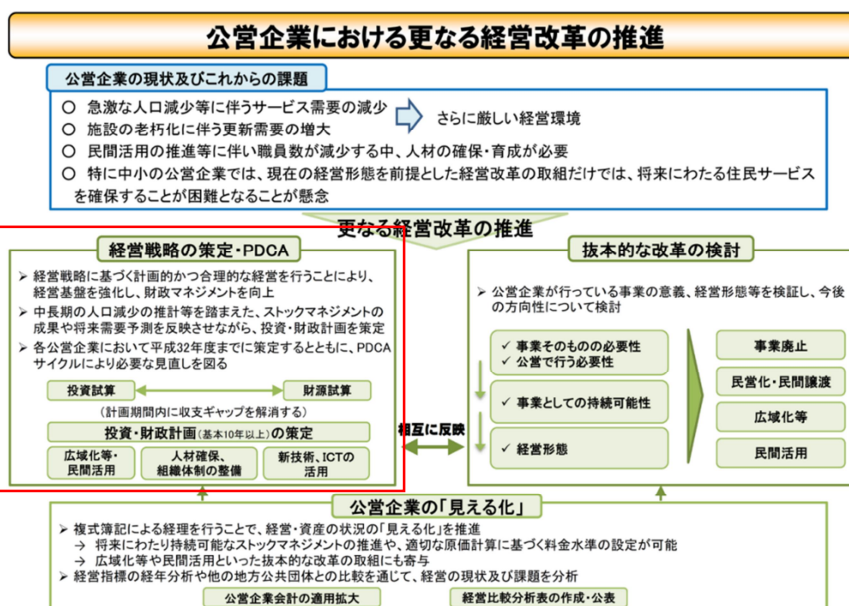 公営企業における更なる経営改革の推進
公営企業の現状及びこれからの課題
○ 急激な人口減少等に伴うサービス需要の減少
○ 施設の老朽化に伴う更新需要の増大
さらに厳しい経営環境
○ 民間活用の推進等に伴い職員数が減少する中、人材の確保・育成が必要
○ 特に中小の公営企業では、現在の経営形態を前提とした経営改革の取組だけでは、将来にわたる住民サービス
を確保することが困難となることが懸念
更なる経営改革の推進
経営戦略の策定・PDCA
➢ 経営戦略に基づく計画的かつ合理的な経営を行うことにより、
経営基盤を強化し、財政マネジメントを向上
➢ 中長期の人口減少の推計等を踏まえた、ストックマネジメントの
成果や将来需要予測を反映させながら、投資・財政計画を策定
➢ 各公営企業において平成32年度までに策定するとともに、PDCA
サイクルにより必要な見直しを図る
投資試算
財源試算
(計画期間内に収支ギャップを解消する)
投資・財政計画(基本10年以上)の策定
広域化等・
民間活用
人材確保、
組織体制の整備
新技術、ICTの
活用
相互に反映
抜本的な改革の検討
➢ 公営企業が行っている事業の意義、経営形態等を検証し、今後
の方向性について検討
✓ 事業そのものの必要性
✓ 公営で行う必要性
✓ 事業としての持続可能性
✓ 経営形態
事業廃止
民営化・民間譲渡
広域化等
民間活用
公営企業の「見える化」
➢ 複式簿記による経理を行うことで、経営・資産の状況の「見える化」を推進
→ 将来にわたり持続可能なストックマネジメントの推進や、適切な原価計算に基づく料金水準の設定が可能
→ 広域化等や民間活用といった抜本的な改革の取組にも寄与
➢ 経営指標の経年分析や他の地方公共団体との比較を通じて、経営の現状及び課題を分析
公営企業会計の適用拡大
経営比較分析表の作成・公表